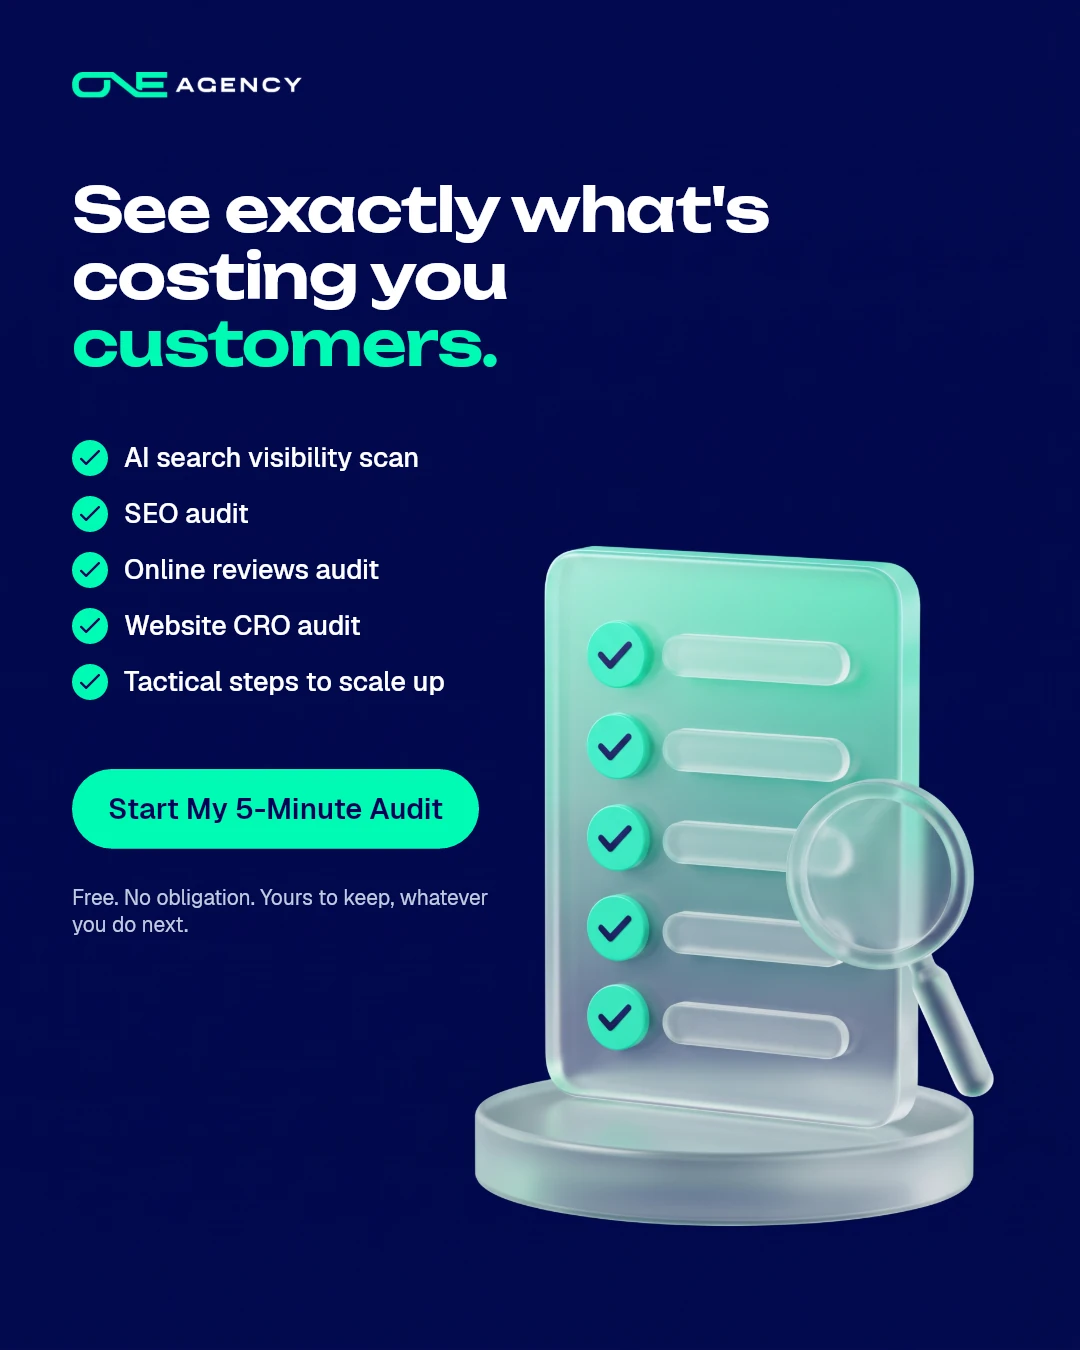 ONE AGENCY
See exactly what's
costing you
customers.
AI search visibility scan
SEO audit
Online reviews audit
Website CRO audit
Tactical steps to scale up
Start My 5-Minute Audit
Free. No obligation. Yours to keep, whatever
you do next.